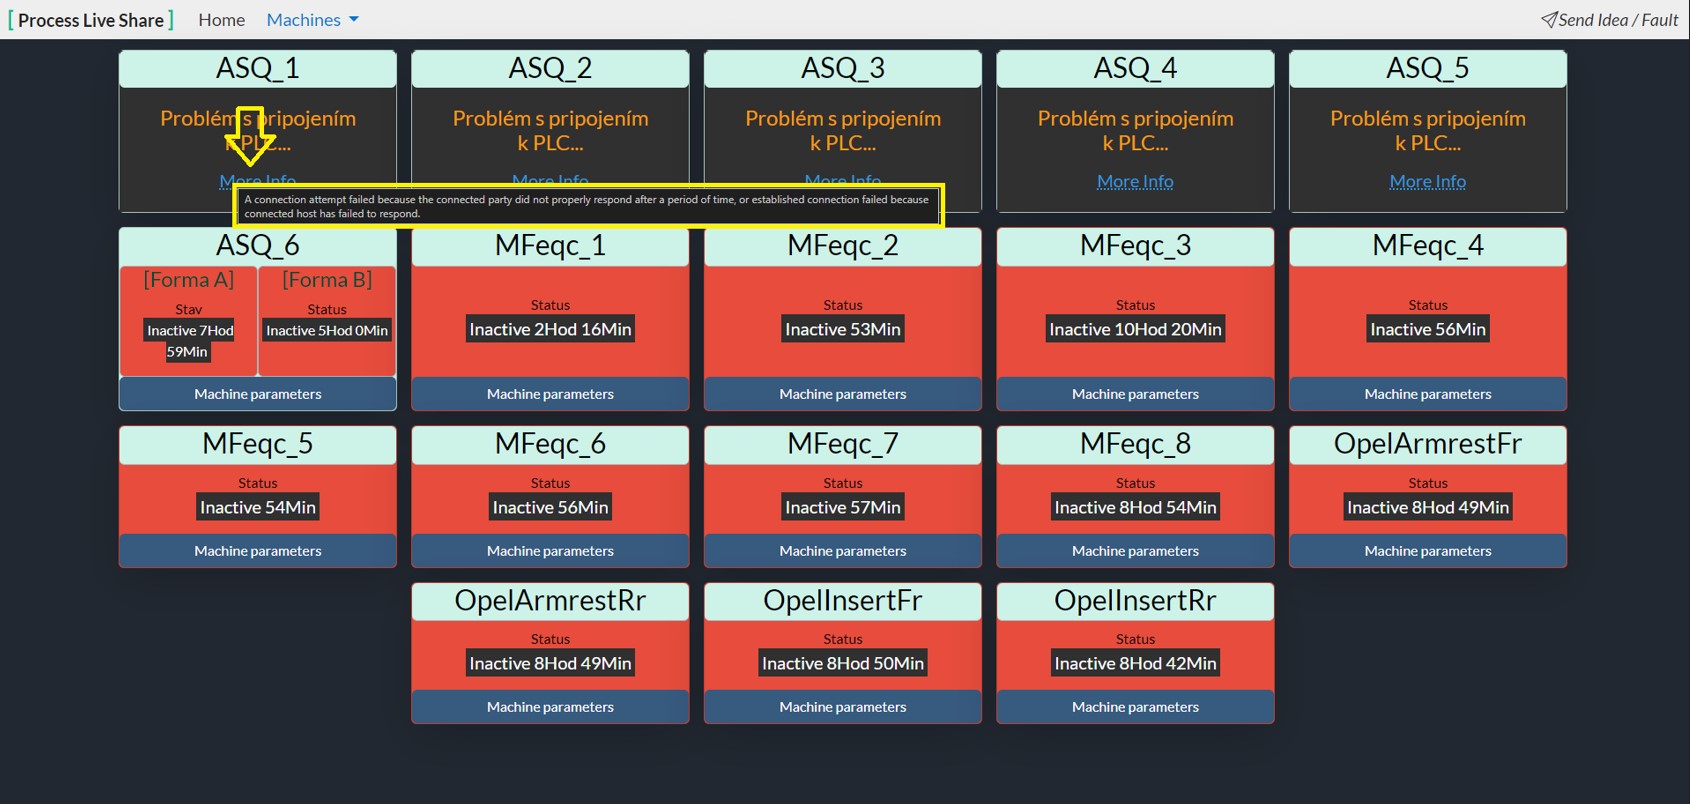 [ Process Live Share ] Home Machines Send Idea / Fault
ASQ_1 ASQ_2 ASQ_3 ASQ_4 ASQ_5
Problém s pripojením Problém s pripojením Problém s pripojením Problém s pripojením Problém s pripojením
k PLC... k PLC... k PLC... k PLC... k PLC...
More Info More Info More Info More Info More Info
A connection attempt failed because the connected party did not properly respond after a period of time, or established connection failed because
connected host has failed to respond.
ASQ_6 MFeqc_1 MFeqc_2 MFeqc_3 MFeqc_4
[Forma A] [Forma B]
Stav Status Status Status Status Status
Inactive 7Hod Inactive 5Hod 0Min Inactive 2Hod 16Min Inactive 53Min Inactive 10Hod 20Min Inactive 56Min
59Min
Machine parameters Machine parameters Machine parameters Machine parameters Machine parameters
MFeqc_5 MFeqc_6 MFeqc_7 MFeqc_8 OpelArmrestFr
Status Status Status Status Status
Inactive 54Min Inactive 56Min Inactive 57Min Inactive 8Hod 54Min Inactive 8Hod 49Min
Machine parameters Machine parameters Machine parameters Machine parameters Machine parameters
OpelArmrestRr OpelInsertFr OpelInsertRr
Status Status Status
Inactive 8Hod 49Min Inactive 8Hod 50Min Inactive 8Hod 42Min
Machine parameters Machine parameters Machine parameters